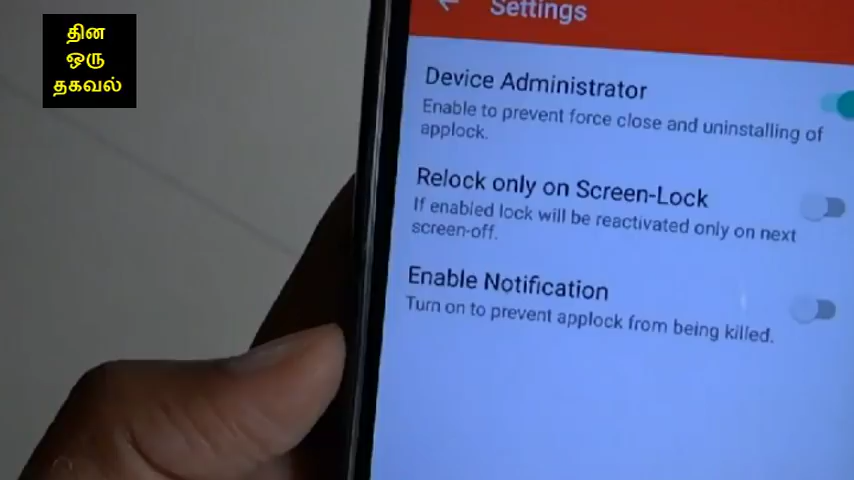 தின
ஒரு
தகவல்
Settings
Device Administrator
Enable to prevent force close and uninstalling of
applock.
Relock only on Screen-Lock
If enabled lock will be reactivated only on next
screen-off.
Enable Notification
Turn on to prevent applock from being killed.